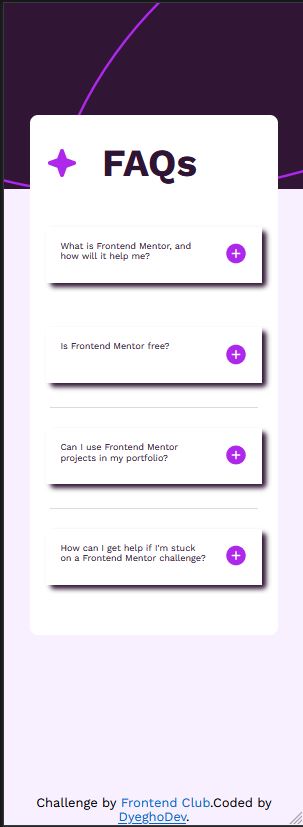 FAQs
What is Frontend Mentor, and
how will it help me?
Is Frontend Mentor free?
Can I use Frontend Mentor
projects in my portfolio?
How can I get help if I'm stuck
on a Frontend Mentor challenge?
Challenge by Frontend Club.Coded by
DyeghoDev.